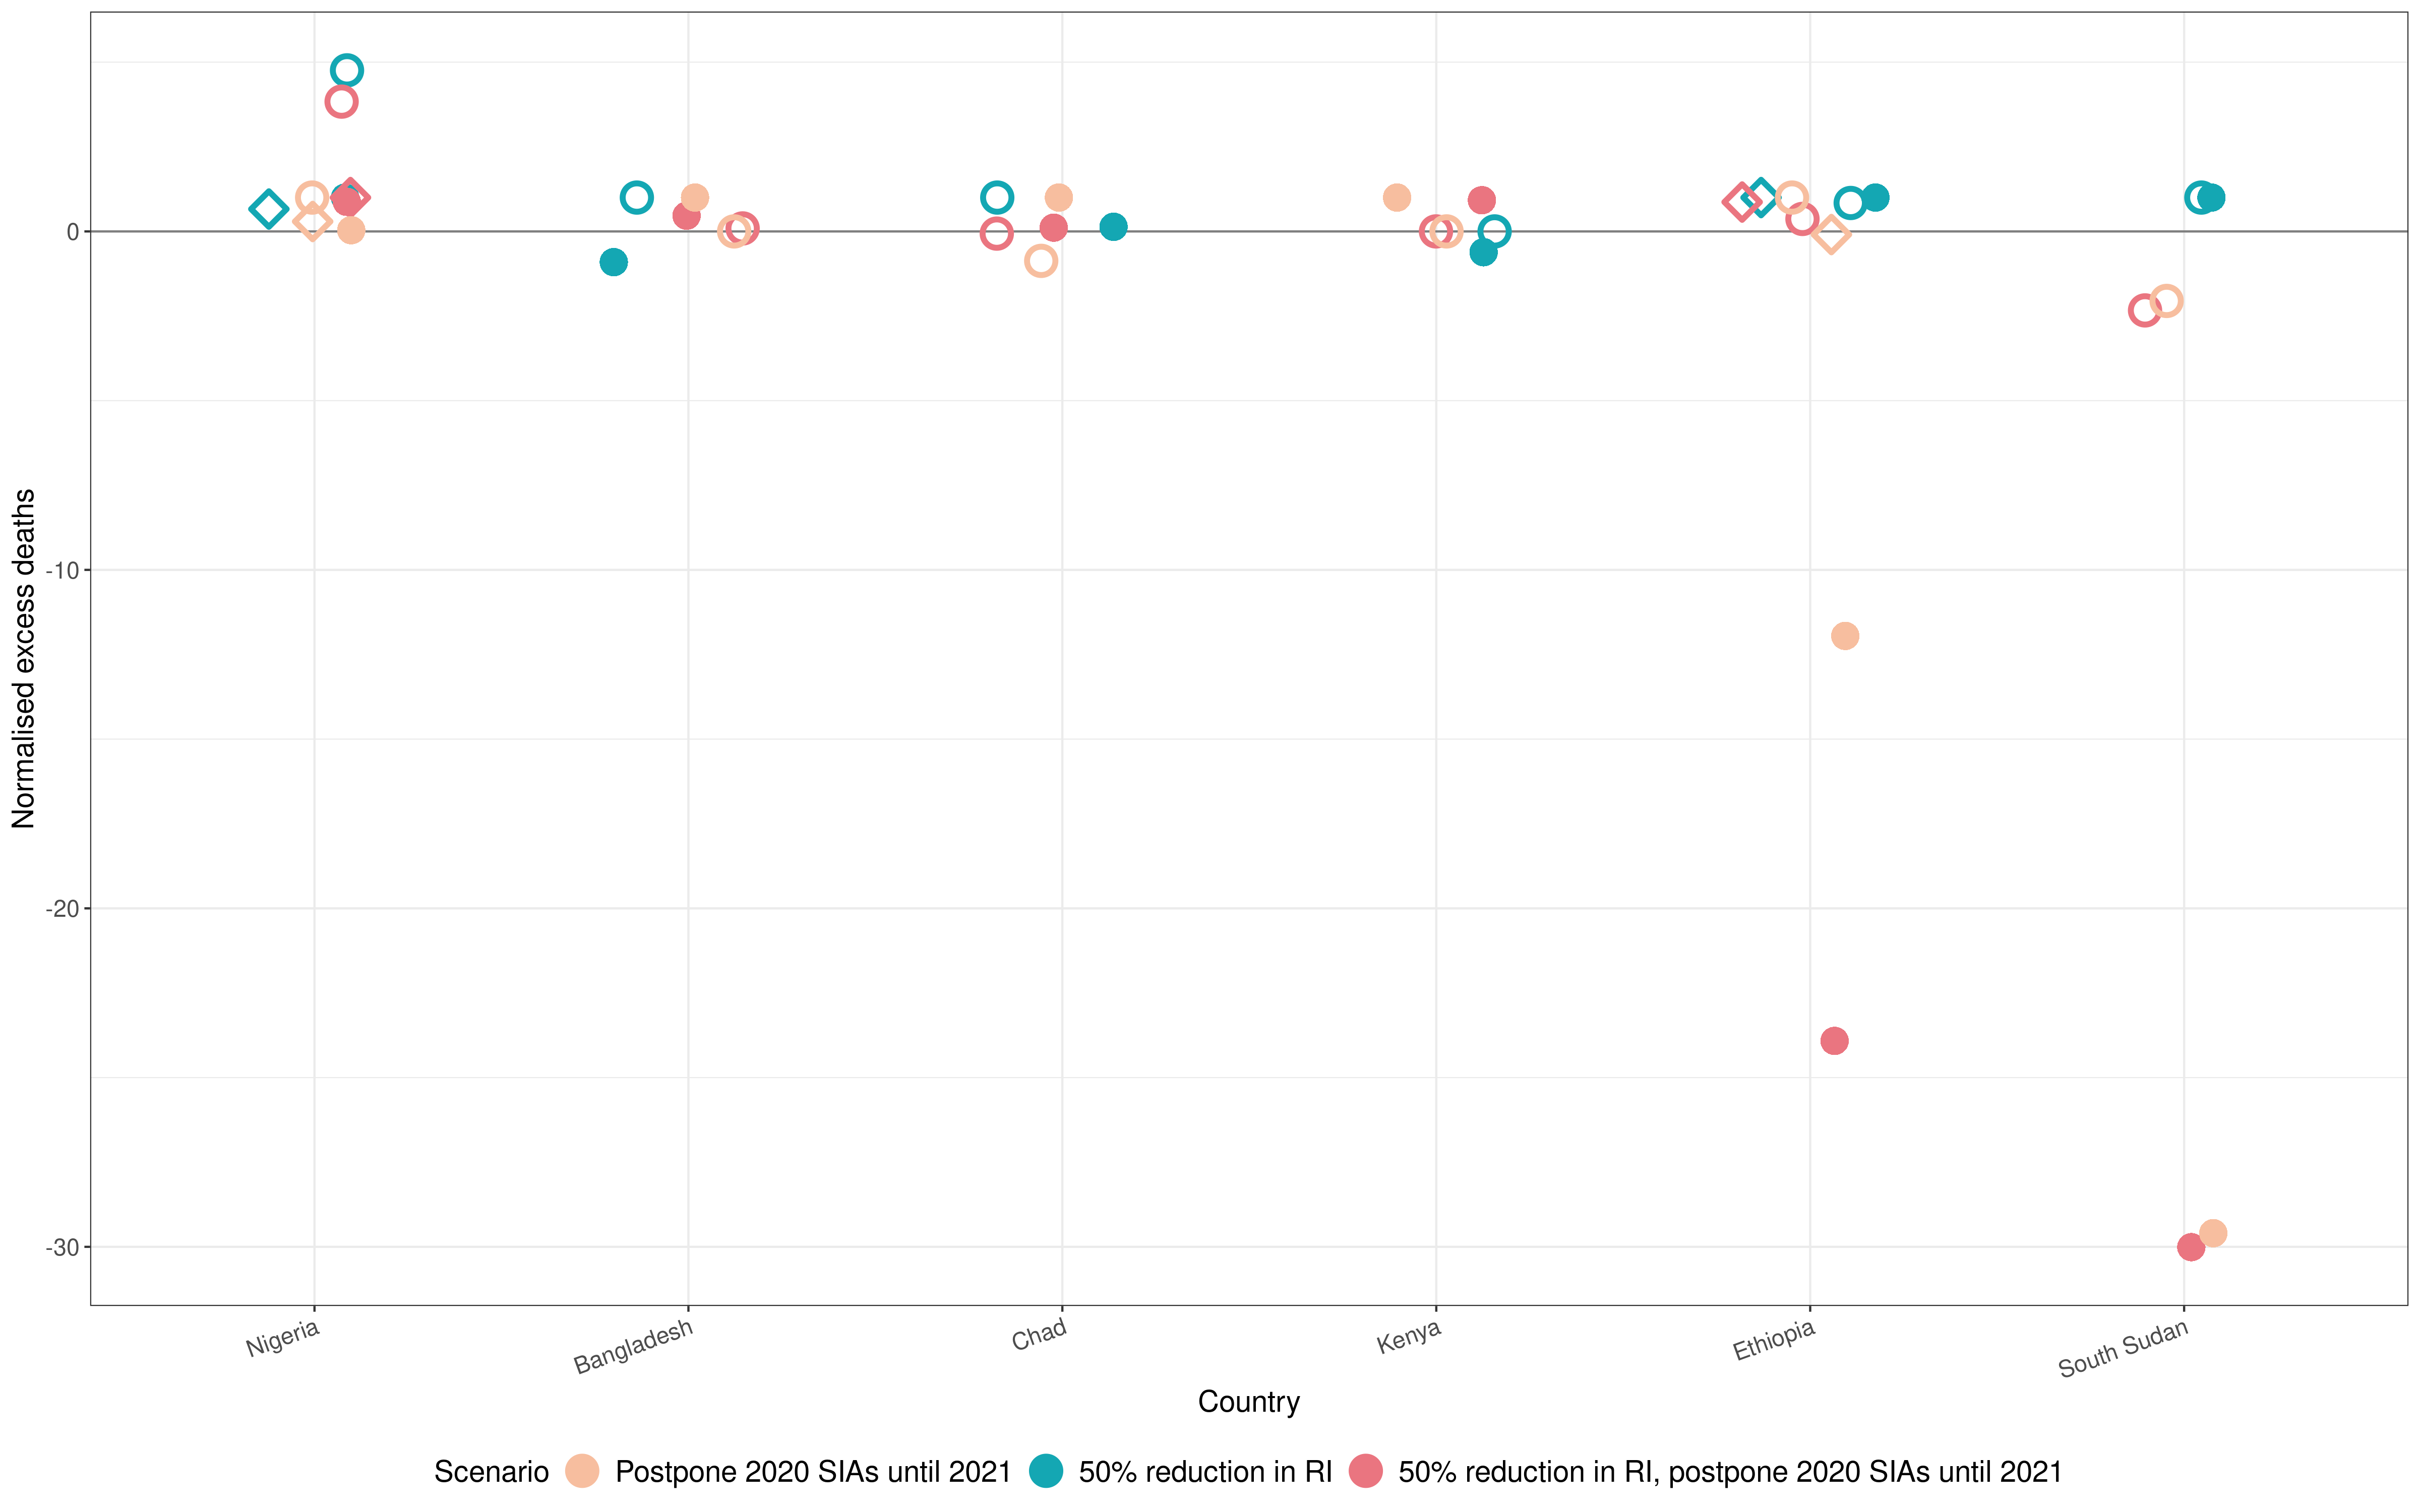 Normalised excess deaths
0
-10
-20
-30
Nigeria
Bangladesh
Chad
Kenya
Ethiopia
South Sudan
Country
Scenario Postpone 2020 SIAs until 2021 50% reduction in RI 50% reduction in RI, postpone 2020 SIAs until 2021